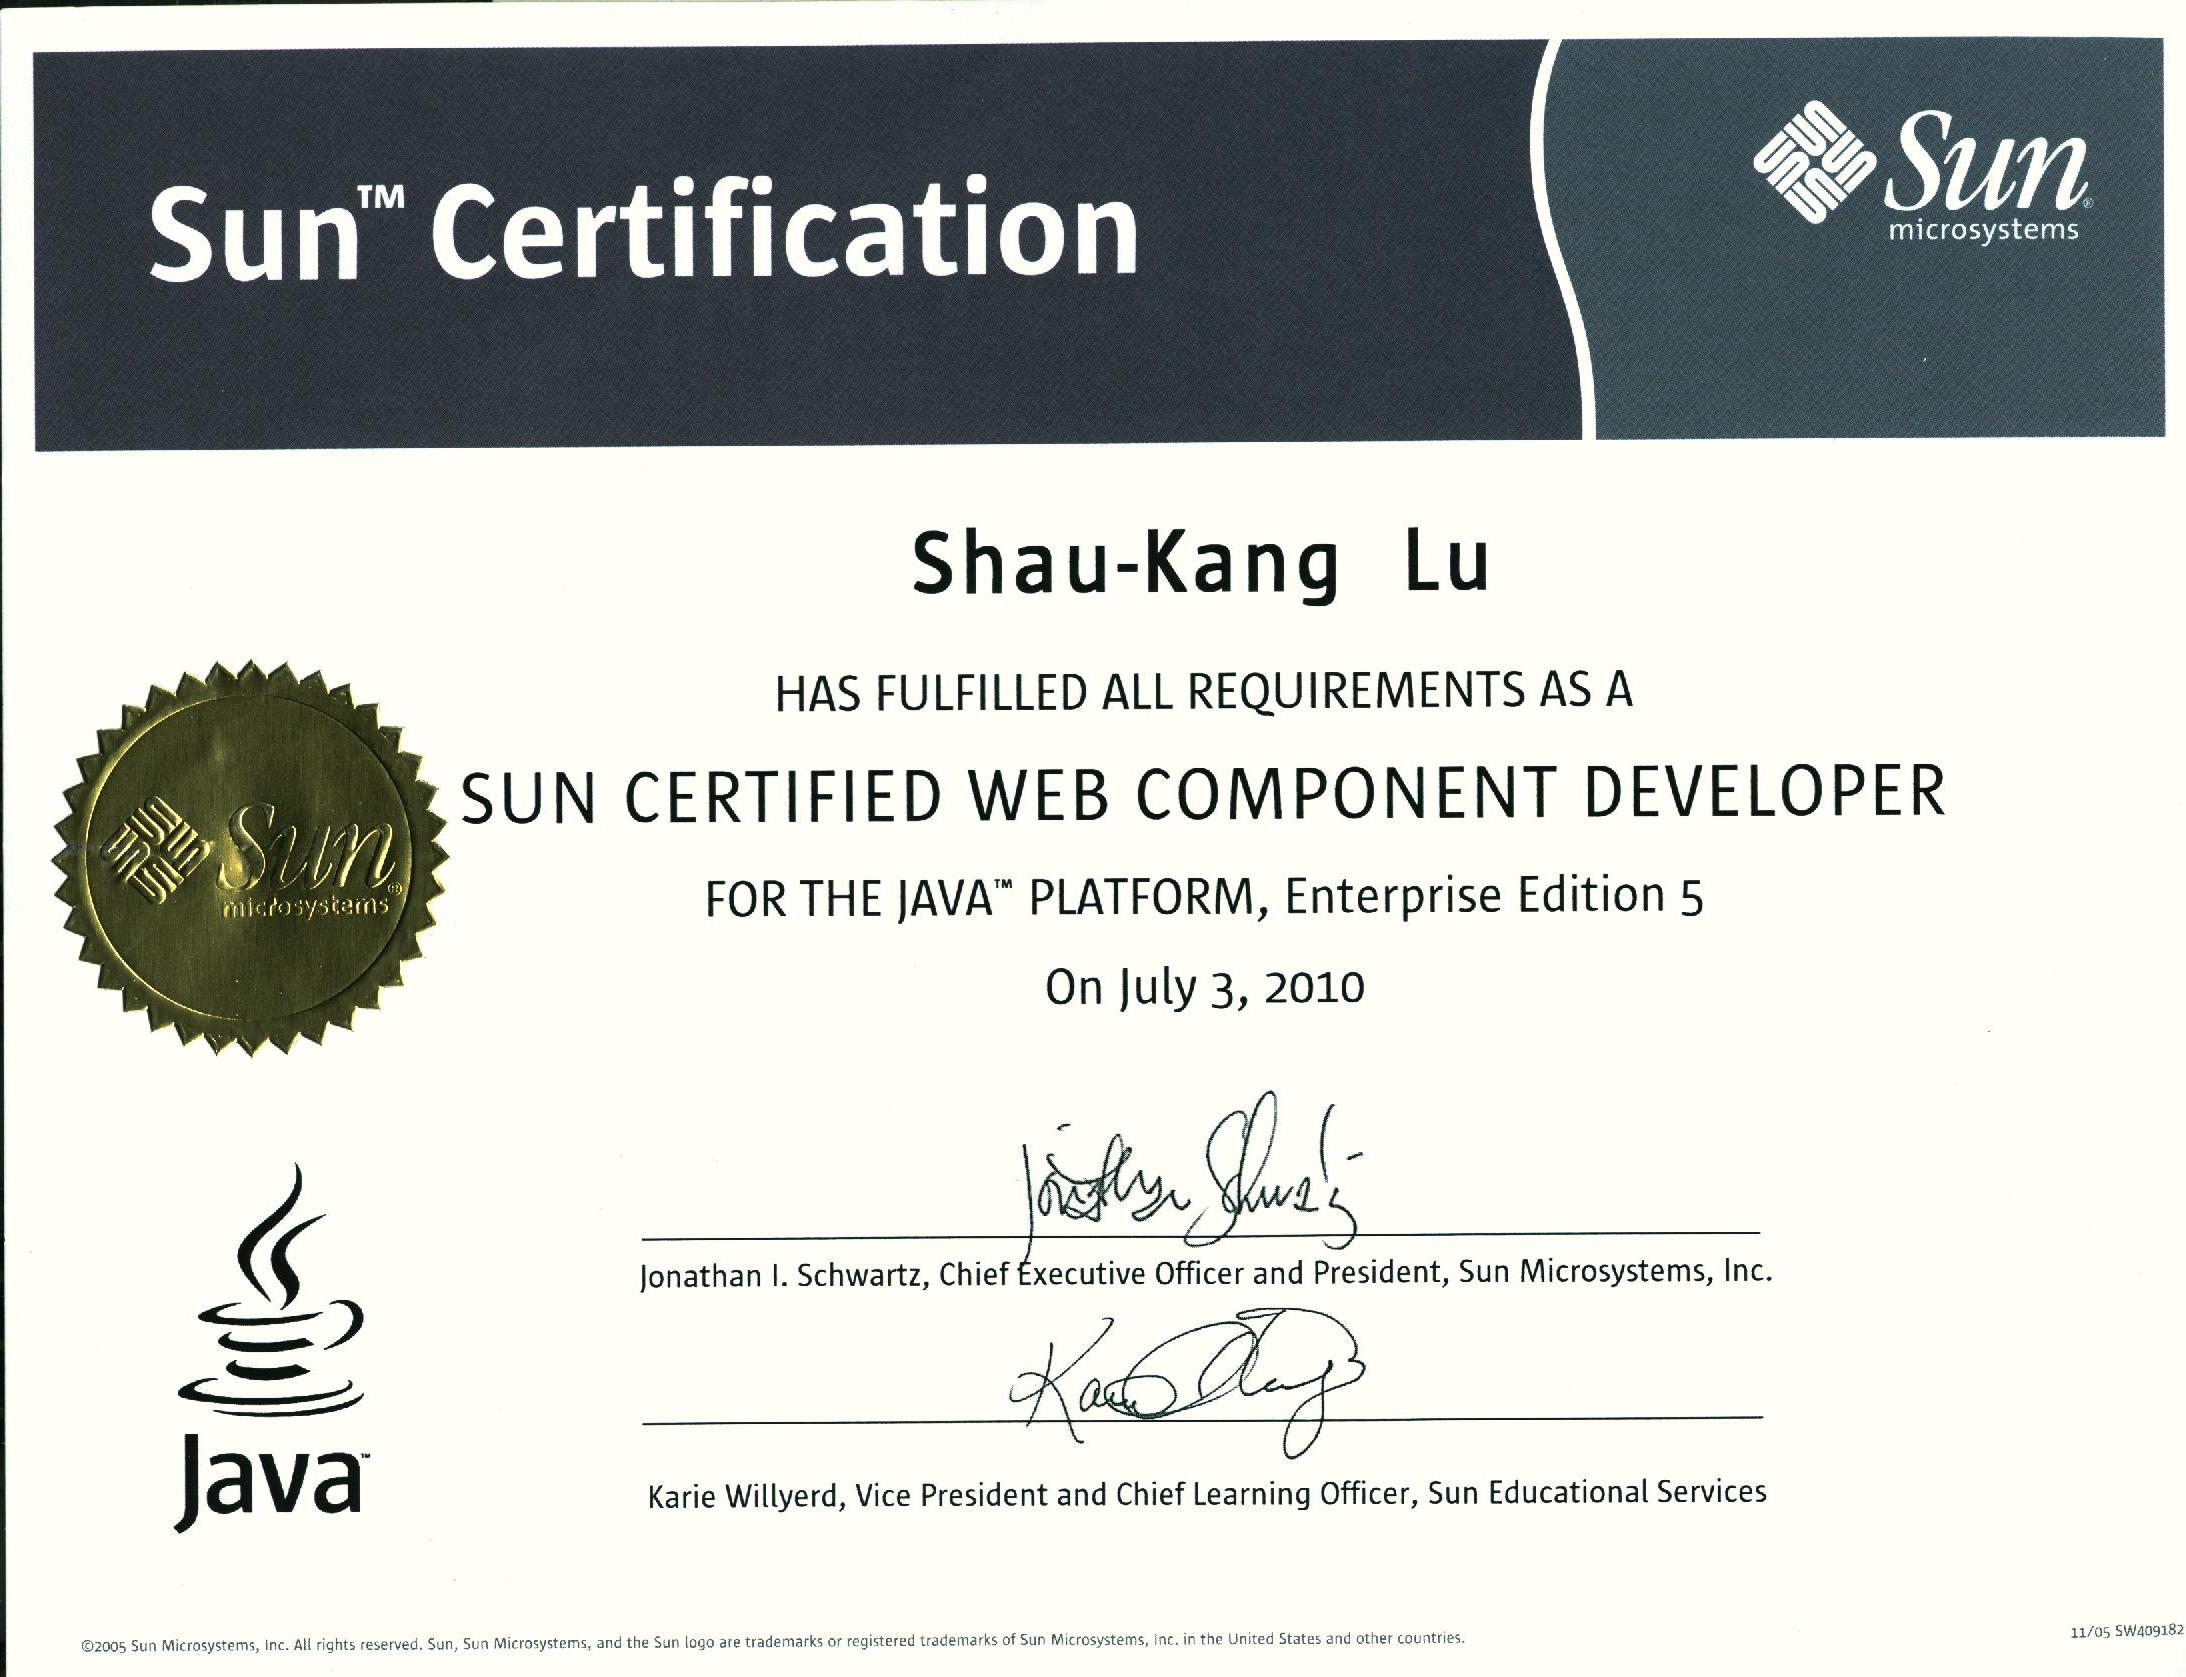 Sun™ Certification
Sun®
microsystems
Shau-Kang Lu
HAS FULFILLED ALL REQUIREMENTS AS A
SUN CERTIFIED WEB COMPONENT DEVELOPER
FOR THE JAVA™ PLATFORM, Enterprise Edition 5
On July 3, 2010
Sun®
microsystems
Jonathan I. Schwartz, Chief Executive Officer and President, Sun Microsystems, Inc.
Karie Willyerd, Vice President and Chief Learning Officer, Sun Educational Services
Java™
©2005 Sun Microsystems, Inc. All rights reserved. Sun, Sun Microsystems, and the Sun logo are trademarks or registered trademarks of Sun Microsystems, Inc. in the United States and other countries.
11/05 SW409182